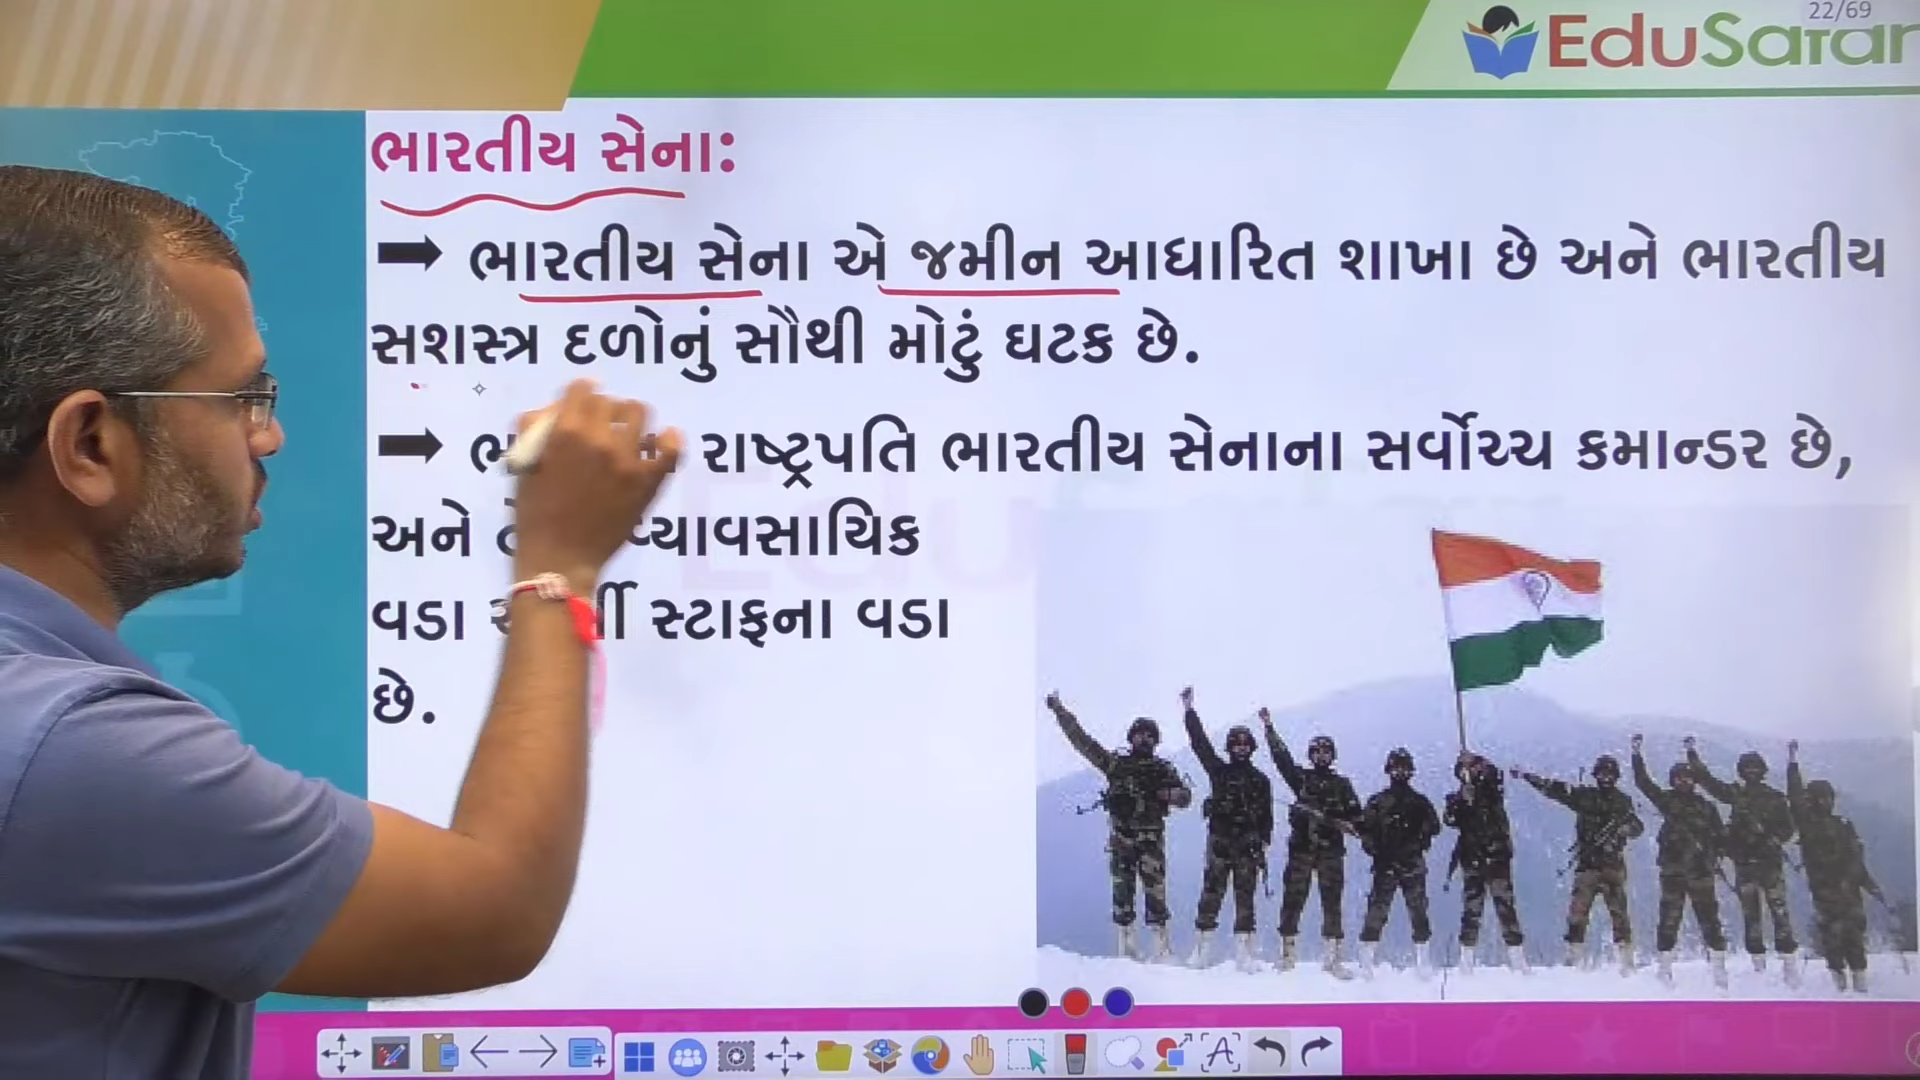 22/69
EduSafar
ભારતીય સેના:
➡ ભારતીય સેના એ જમીન આધારિત શાખા છે અને ભારતીય
સશસ્ત્ર દળોનું સૌથી મોટું ઘટક છે.
➡ રાષ્ટ્રપતિ ભારતીય સેનાના સર્વોચ્ચ કમાન્ડર છે,
અને વ્યાવસાયિક
વડા સ્ટાફના વડા
છે.